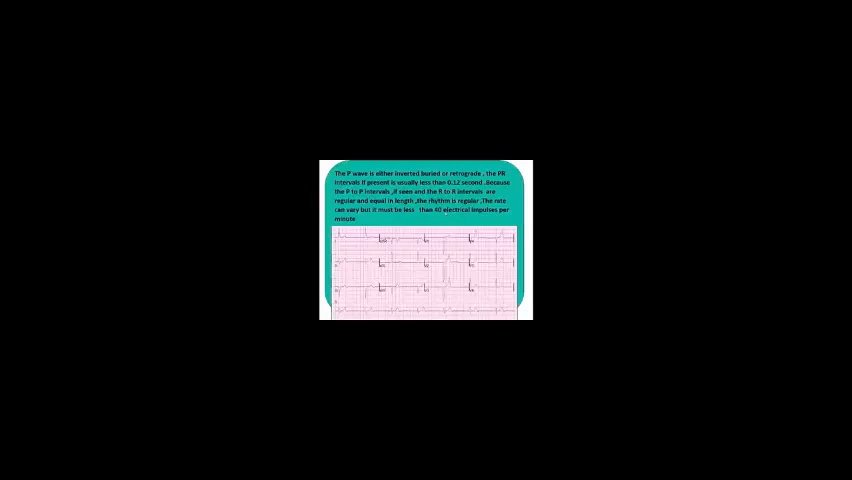 The P wave is either inverted buried or retrograde , the PR
intervals if present is usually less than 0.12 second .Because
the P to P intervals ,if seen and the R to R intervals are
regular and equal in length ,the rhythm is regular ,The rate
can vary but it must be less than 40 electrical impulses per
minute